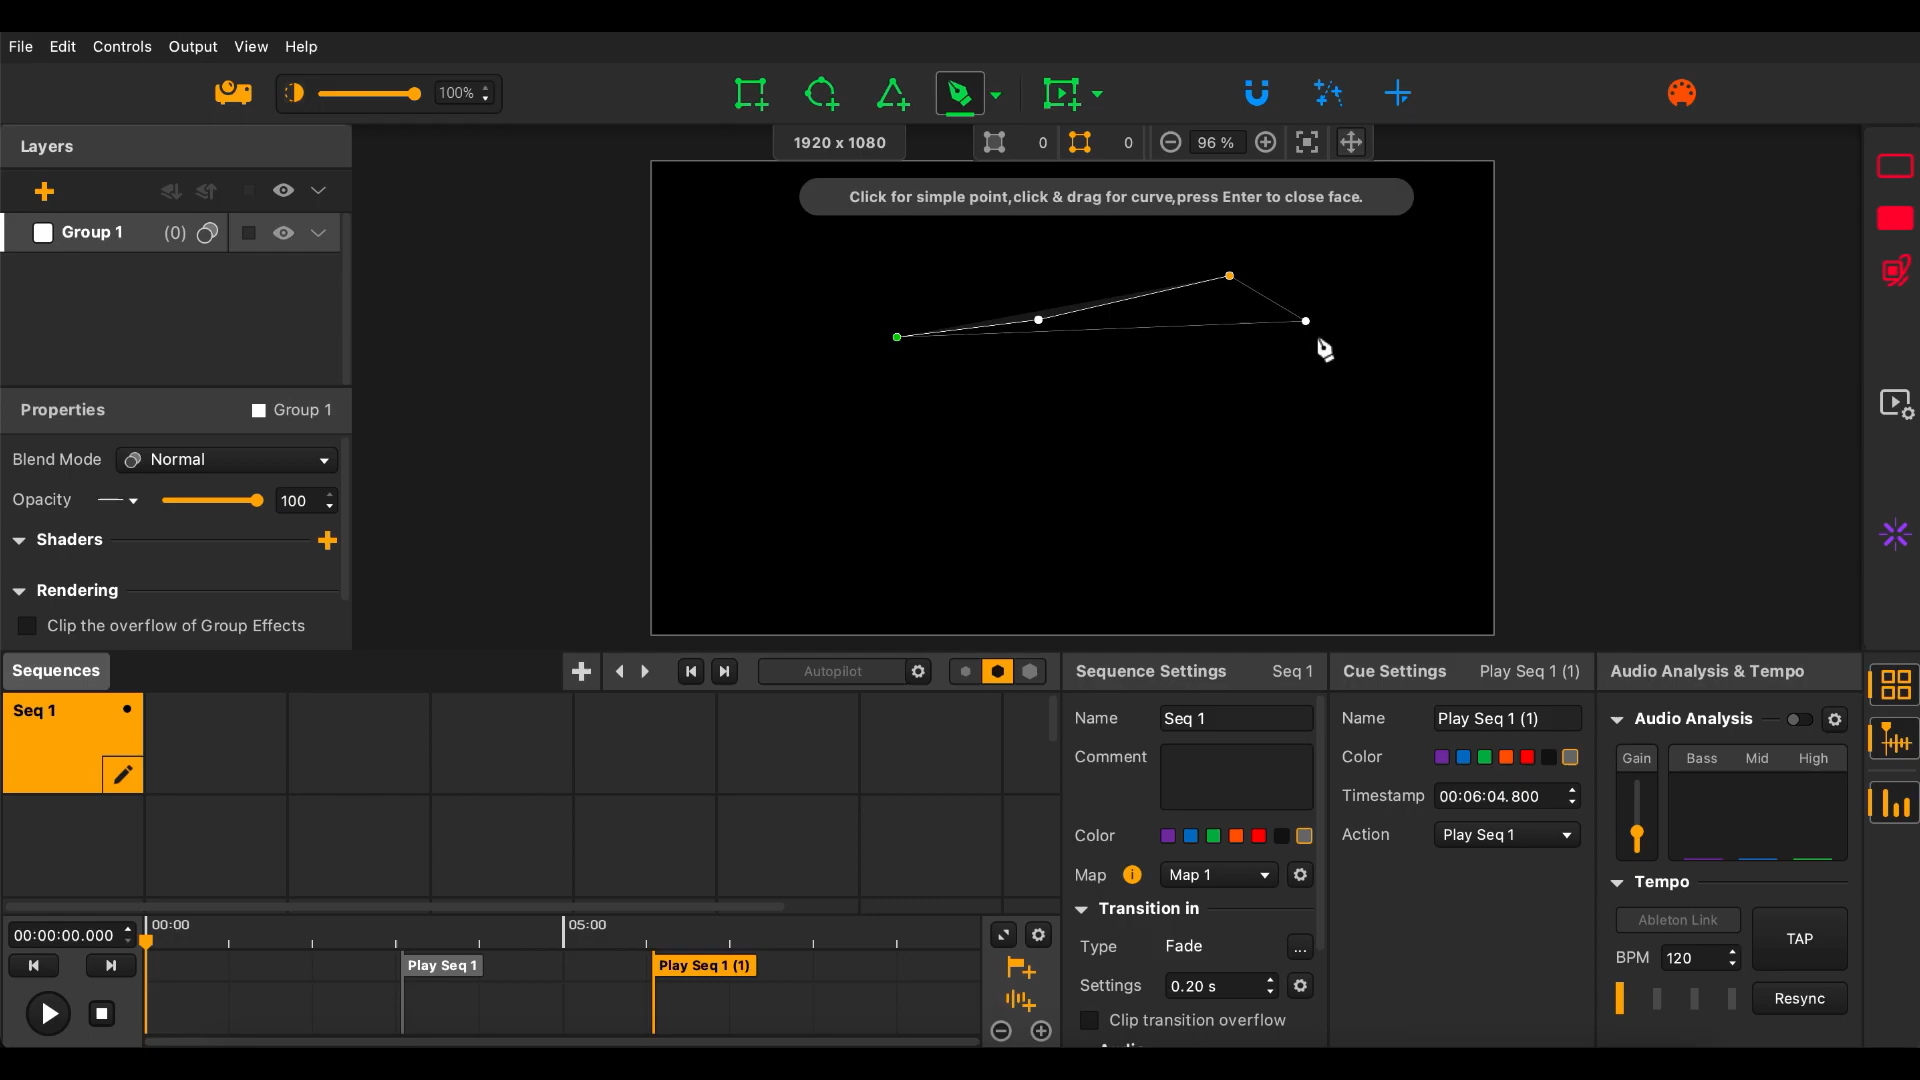 File Edit Controls Output View Help
100%
Layers
1920 x 1080
0
0
96 %
Click for simple point,click & drag for curve,press Enter to close face.
Group 1 (0)
Properties Group 1
Blend Mode Normal
Opacity 100
Shaders
Rendering
Clip the overflow of Group Effects
Sequences
Autopilot
Seq 1
00:00:00.000
00:00
05:00
Play Seq 1
Play Seq 1 (1)
Sequence Settings Seq 1
Name Seq 1
Comment
Color
Map i Map 1
Transition in
Type Fade ...
Settings 0.20 s
Clip transition overflow
Cue Settings Play Seq 1 (1)
Name Play Seq 1 (1)
Color
Timestamp 00:06:04.800
Action Play Seq 1
Audio Analysis & Tempo
Audio Analysis
Gain Bass Mid High
Tempo
Ableton Link
TAP
BPM 120
Resync